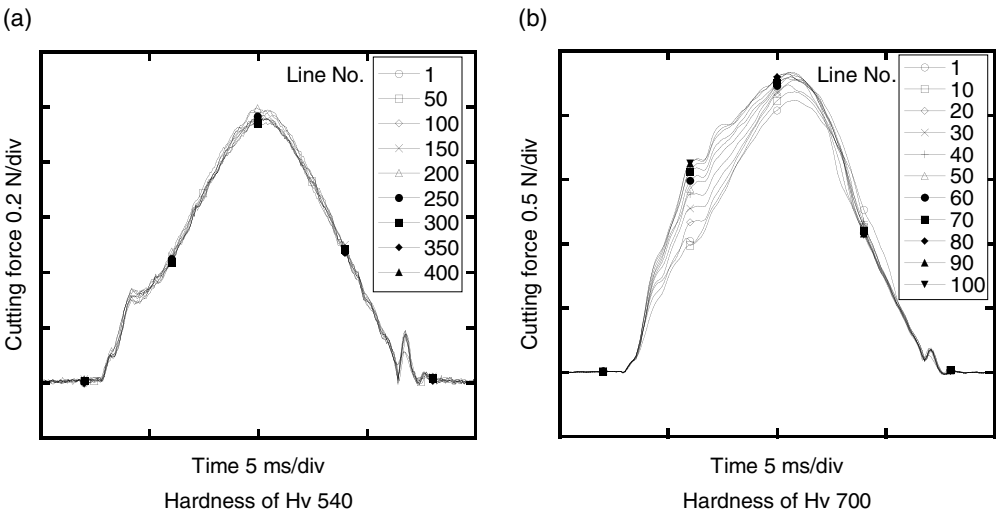 (a)
Cutting force 0.2 N/div
Line No.
1
50
100
150
200
250
300
350
400
Time 5 ms/div
Hardness of Hv 540
(b)
Cutting force 0.5 N/div
Line No.
1
10
20
30
40
50
60
70
80
90
100
Time 5 ms/div
Hardness of Hv 700